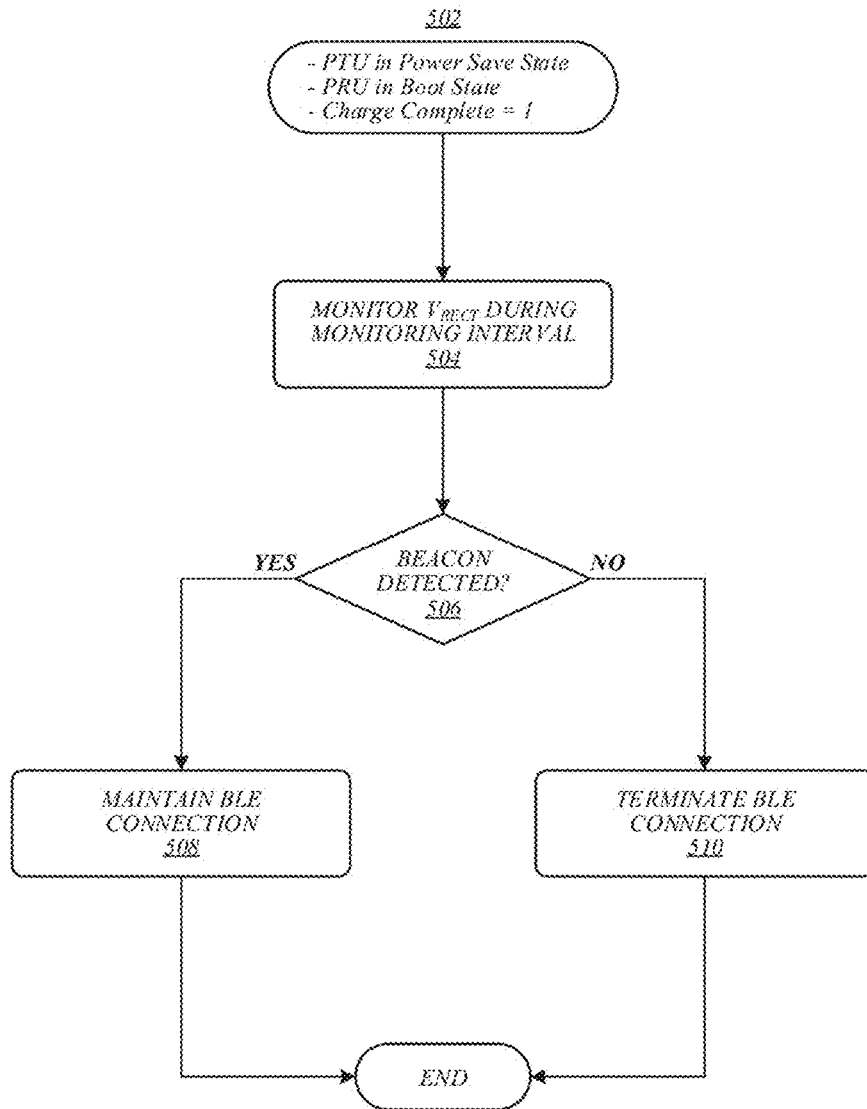 502
- PTU in Power Save State
- PRU in Boot State
- Charge Complete = 1
MONITOR V_RECT DURING
MONITORING INTERVAL
504
YES
BEACON
NO
DETECTED?
506
MAINTAIN BLE
CONNECTION
508
TERMINATE BLE
CONNECTION
510
END